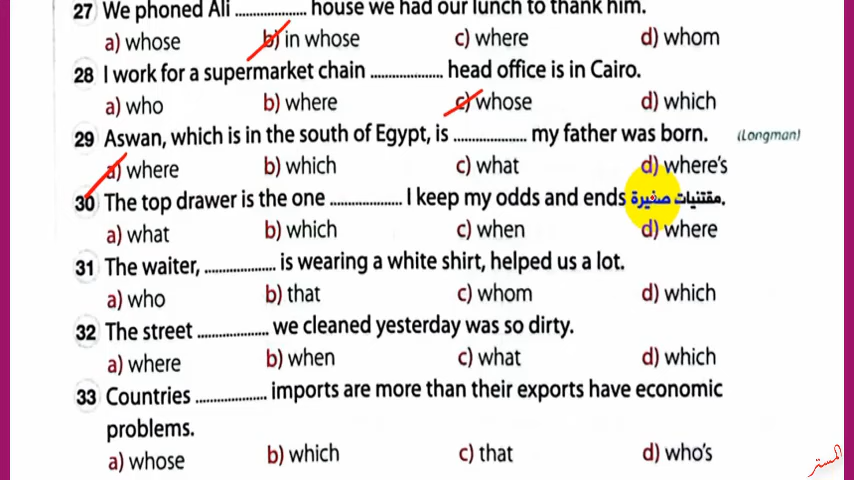 27 We phoned Ali .................. house we had our lunch to thank him.
a) whose b) in whose c) where d) whom
28 I work for a supermarket chain .................. head office is in Cairo.
a) who b) where c) whose d) which
29 Aswan, which is in the south of Egypt, is .................. my father was born. (Longman)
a) where b) which c) what d) where's
30 The top drawer is the one .................. I keep my odds and ends مقتنيات صغيرة.
a) what b) which c) when d) where
31 The waiter, .................. is wearing a white shirt, helped us a lot.
a) who b) that c) whom d) which
32 The street .................. we cleaned yesterday was so dirty.
a) where b) when c) what d) which
33 Countries .................. imports are more than their exports have economic
problems.
a) whose b) which c) that d) who's
المستر